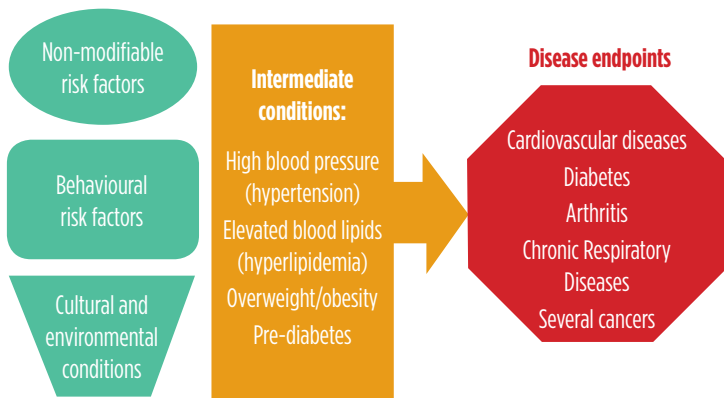 Non-modifiable
risk factors
Behavioural
risk factors
Cultural and
environmental
conditions
Intermediate
conditions:
High blood pressure
(hypertension)
Elevated blood lipids
(hyperlipidemia)
Overweight/obesity
Pre-diabetes
Disease endpoints
Cardiovascular diseases
Diabetes
Arthritis
Chronic Respiratory
Diseases
Several cancers